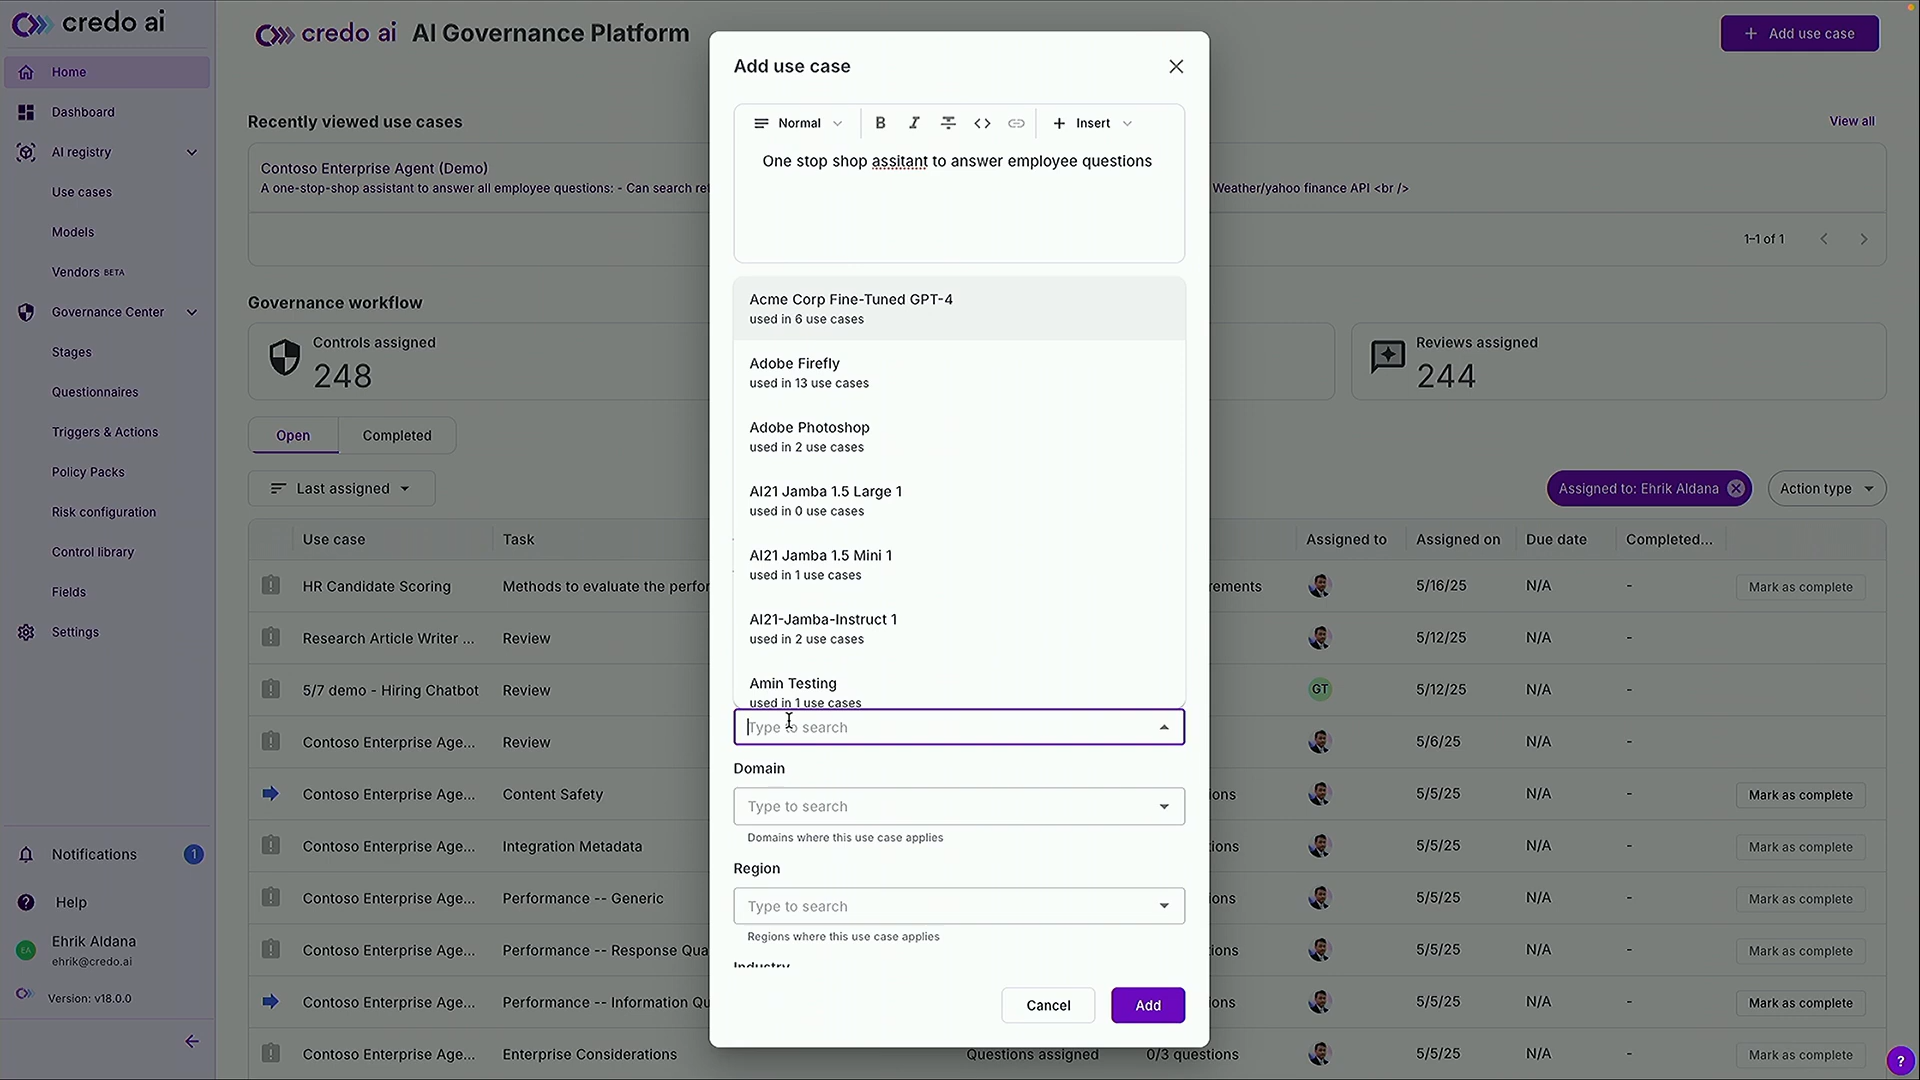 credo ai
Home
Dashboard
AI registry
Use cases
Models
Vendors BETA
Governance Center
Stages
Questionnaires
Triggers & Actions
Policy Packs
Risk configuration
Control library
Fields
Settings
Notifications 1
Help
EA
Ehrik Aldana
ehrik@credo.ai
Version: v18.0.0
credo ai AI Governance Platform
+ Add use case
Recently viewed use cases
View all
Contoso Enterprise Agent (Demo)
A one-stop-shop assistant to answer all employee questions: - Can search
Weather/yahoo finance API <br />
1-1 of 1
Governance workflow
Controls assigned
248
Reviews assigned
244
Open
Completed
Last assigned
Assigned to: Ehrik Aldana
Action type
Use case Task Assigned to Assigned on Due date Completed...
HR Candidate Scoring Methods to evaluate the 5/16/25 N/A - Mark as complete
Research Article Writer ... Review 5/12/25 N/A -
5/7 demo - Hiring Chatbot Review GT 5/12/25 N/A -
Contoso Enterprise Age... Review 5/6/25 N/A -
Contoso Enterprise Age... Content Safety 5/5/25 N/A - Mark as complete
Contoso Enterprise Age... Integration Metadata 5/5/25 N/A - Mark as complete
Contoso Enterprise Age... Performance -- Generic 5/5/25 N/A - Mark as complete
Contoso Enterprise Age... Performance -- Response 5/5/25 N/A - Mark as complete
Contoso Enterprise Age... Performance -- Information 5/5/25 N/A - Mark as complete
Contoso Enterprise Age... Enterprise Considerations Questions assigned 0/3 questions 5/5/25 N/A - Mark as complete
Add use case
Normal B I <> + Insert
One stop shop assitant to answer employee questions
Acme Corp Fine-Tuned GPT-4
used in 6 use cases
Adobe Firefly
used in 13 use cases
Adobe Photoshop
used in 2 use cases
AI21 Jamba 1.5 Large 1
used in 0 use cases
AI21 Jamba 1.5 Mini 1
used in 1 use cases
AI21-Jamba-Instruct 1
used in 2 use cases
Amin Testing
used in 1 use cases
Type to search
Domain
Type to search
Domains where this use case applies
Region
Type to search
Regions where this use case applies
Industry
Cancel
Add
?